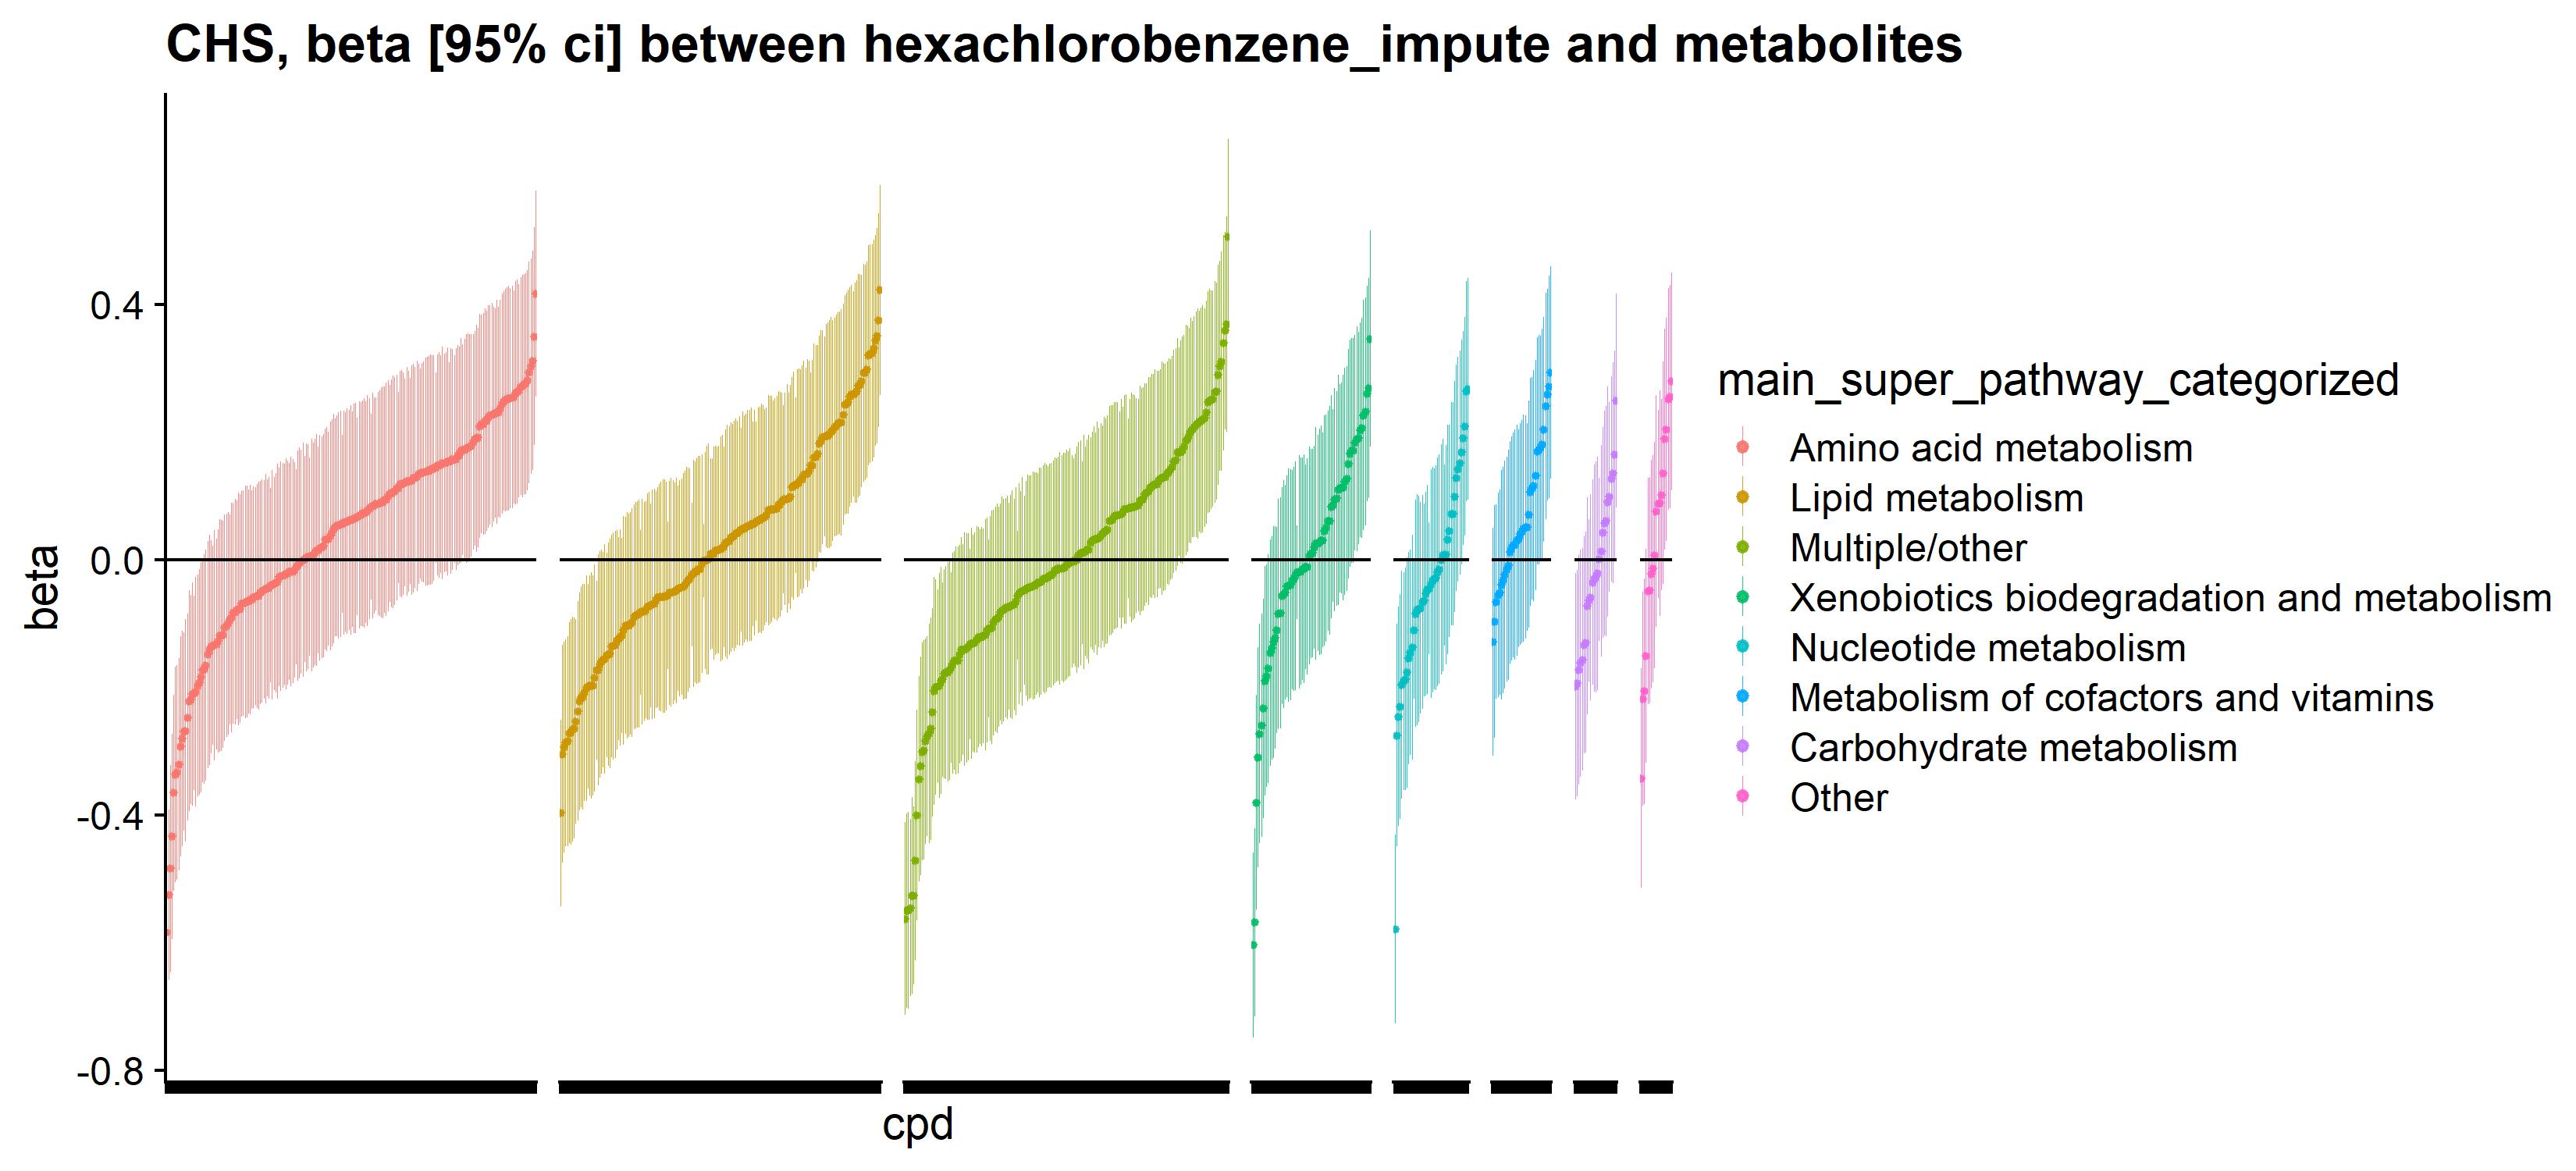 CHS, beta [95% ci] between hexachlorobenzene_impute and metabolites
beta
0.4
0.0
-0.4
-0.8
cpd
main_super_pathway_categorized
Amino acid metabolism
Lipid metabolism
Multiple/other
Xenobiotics biodegradation and metabolism
Nucleotide metabolism
Metabolism of cofactors and vitamins
Carbohydrate metabolism
Other